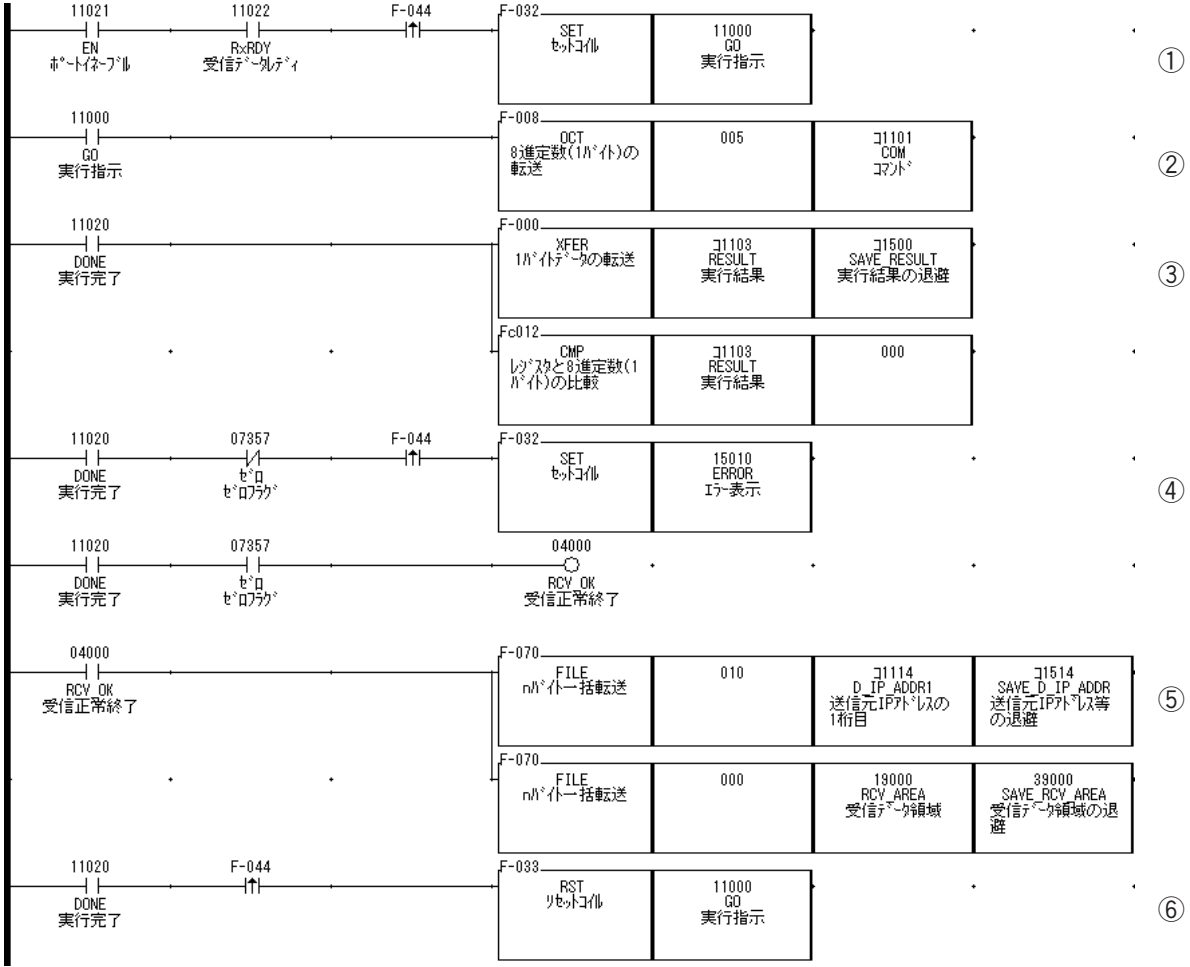 11021 11022 F-044 F-032
SET 11000
EN RxRDY セットコイル GO
ポートイネーブル 受信データレディ 実行指示
①
11000 F-008
OCT 005 コ1101
GO 8進定数(1バイト)の COM
実行指示 転送 コマンド
②
11020 F-000
XFER コ1103 コ1500
DONE 1バイトデータの転送 RESULT SAVE_RESULT
実行完了 実行結果 実行結果の退避
③
Fc012
CMP コ1103 000
レジスタと8進定数(1 RESULT
バイト)の比較 実行結果
11020 07357 F-044 F-032
SET 15010
DONE ゼロ セットコイル ERROR
実行完了 ゼロフラグ エラー表示
④
11020 07357 04000
DONE ゼロ RCV_OK
実行完了 ゼロフラグ 受信正常終了
04000 F-070
FILE 010 コ1114 コ1514
RCV_OK nバイト一括転送 D_IP_ADDR1 SAVE_D_IP_ADDR
受信正常終了 送信元IPアドレスの 送信元IPアドレス等
1桁目 の退避
⑤
F-070
FILE 000 19000 39000
nバイト一括転送 RCV_AREA SAVE_RCV_AREA
受信データ領域 受信データ領域の退
避
11020 F-044 F-033
RST 11000
DONE リセットコイル GO
実行完了 実行指示
⑥